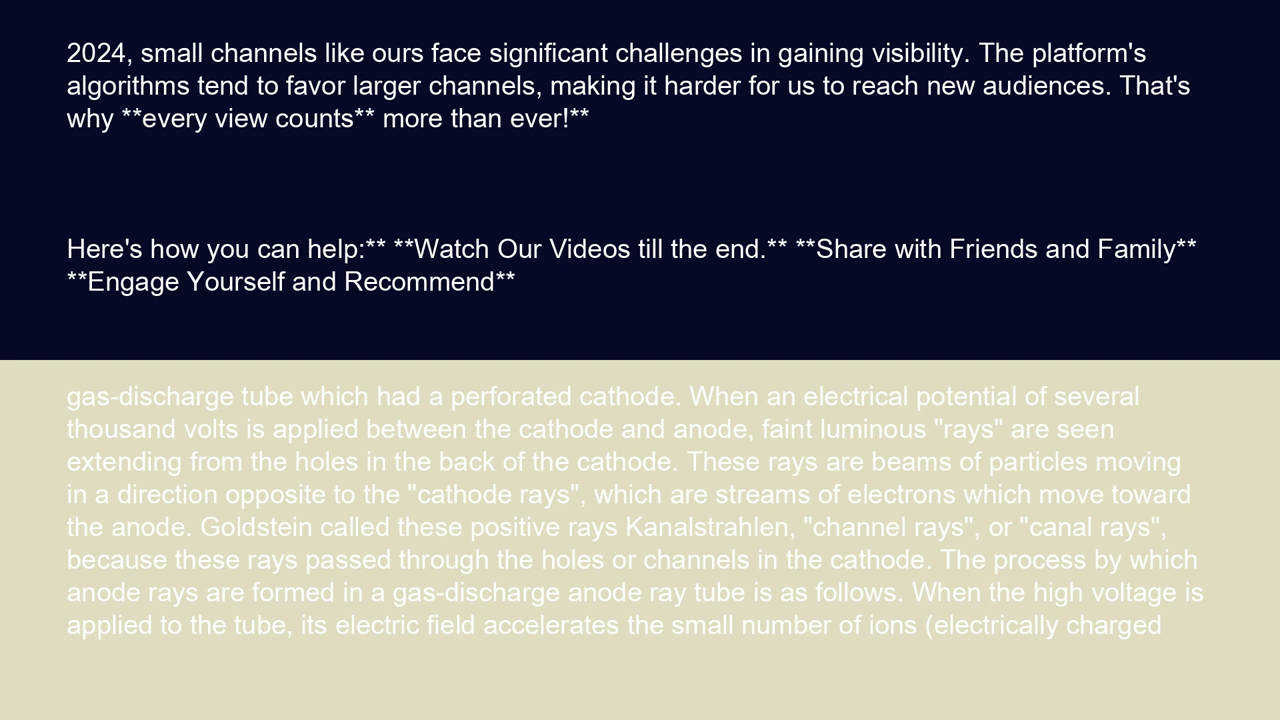 2024, small channels like ours face significant challenges in gaining visibility. The platform's
algorithms tend to favor larger channels, making it harder for us to reach new audiences. That's
why **every view counts** more than ever!**
Here's how you can help:** **Watch Our Videos till the end.** **Share with Friends and Family**
**Engage Yourself and Recommend**
gas-discharge tube which had a perforated cathode. When an electrical potential of several
thousand volts is applied between the cathode and anode, faint luminous "rays" are seen
extending from the holes in the back of the cathode. These rays are beams of particles moving
in a direction opposite to the "cathode rays", which are streams of electrons which move toward
the anode. Goldstein called these positive rays Kanalstrahlen, "channel rays", or "canal rays",
because these rays passed through the holes or channels in the cathode. The process by which
anode rays are formed in a gas-discharge anode ray tube is as follows. When the high voltage is
applied to the tube, its electric field accelerates the small number of ions (electrically charged